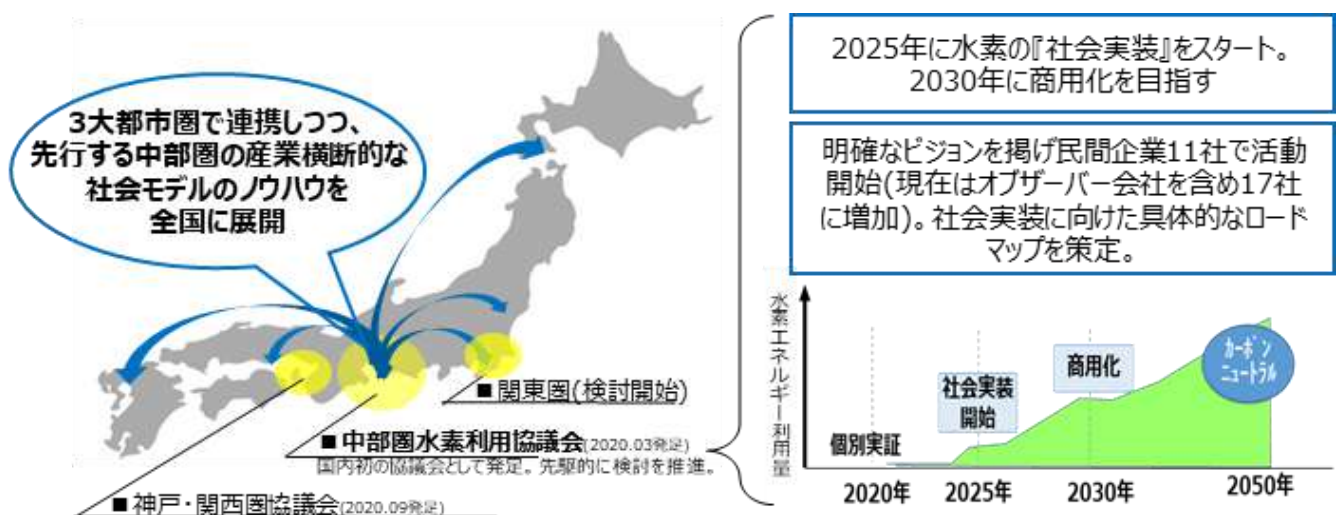 3大都市圏で連携しつつ、
先行する中部圏の産業横断的な
社会モデルのノウハウを
全国に展開
■関東圏(検討開始)
■中部圏水素利用協議会(2020.03発足)
国内初の協議会として発定。先駆的に検討を推進。
■神戸・関西圏協議会(2020.09発足)
2025年に水素の『社会実装』をスタート。
2030年に商用化を目指す
明確なビジョンを掲げ民間企業11社で活動
開始(現在はオブザーバー会社を含め17社
に増加)。社会実装に向けた具体的なロード
マップを策定。
水素エネルギー利用量
個別実証
社会実装
開始
商用化
カーボン
ニュートラル
2020年
2025年
2030年
2050年